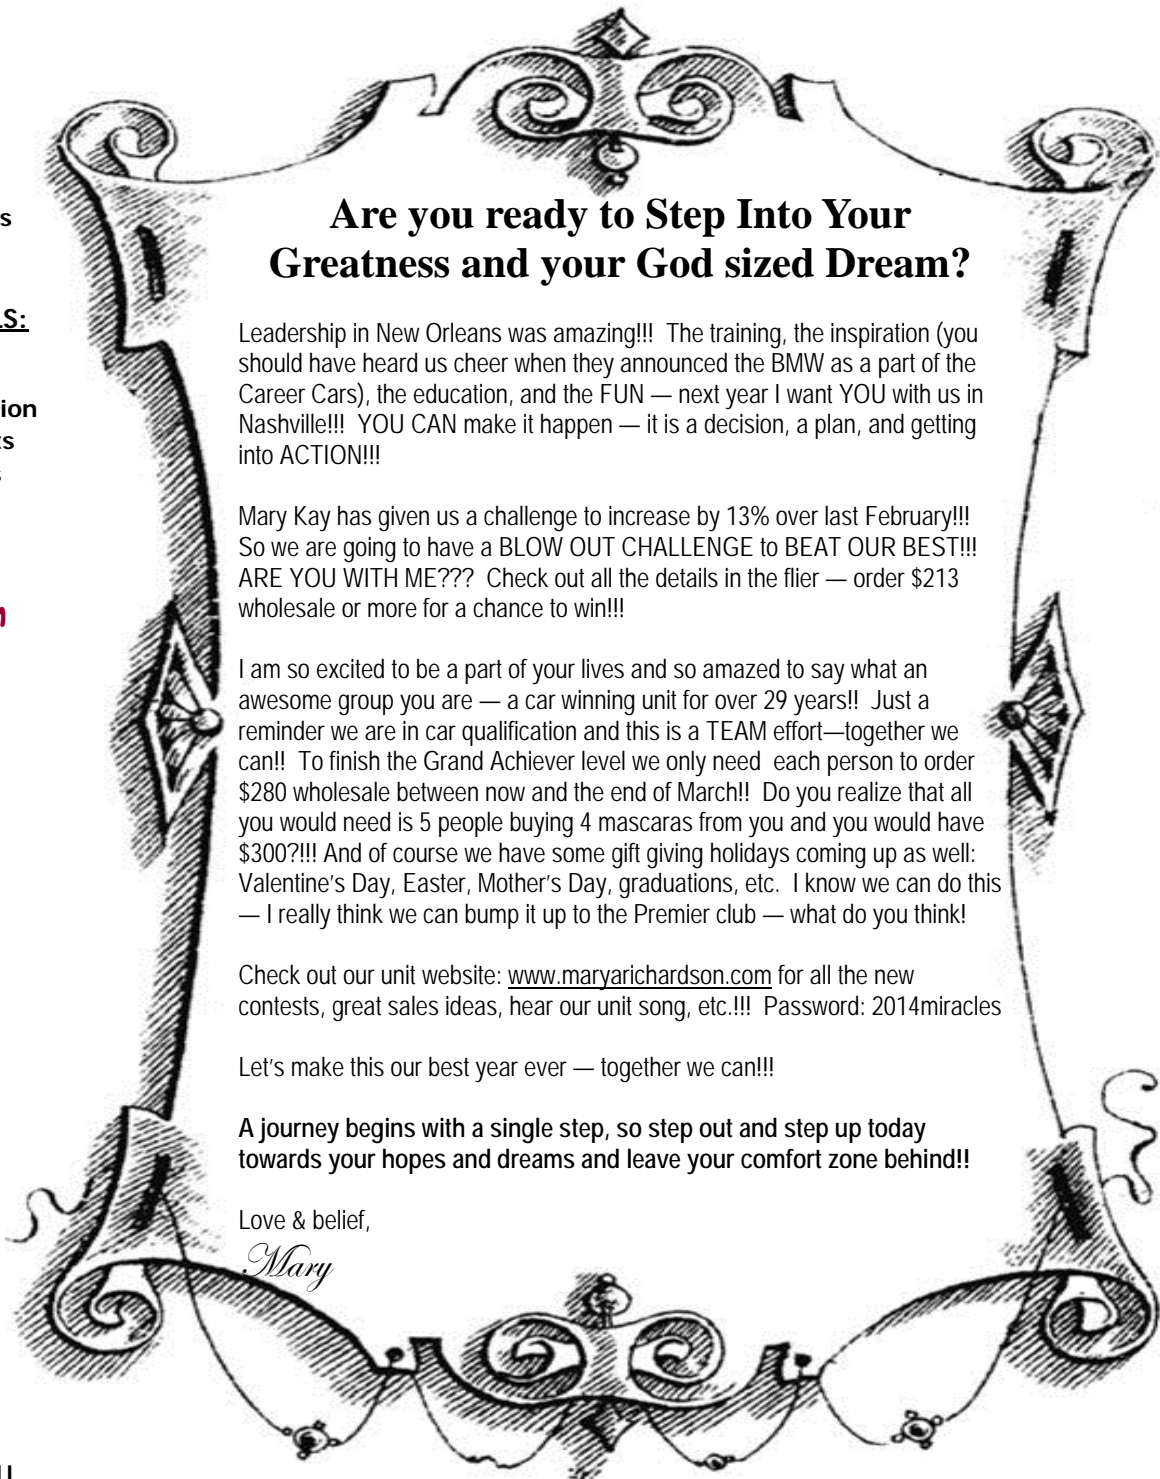 s
LS:
ion
ts
s
Are you ready to Step Into Your
Greatness and your God sized Dream?
Leadership in New Orleans was amazing!!!  The training, the inspiration (you
should have heard us cheer when they announced the BMW as a part of the
Career Cars), the education, and the FUN — next year I want YOU with us in
Nashville!!!  YOU CAN make it happen — it is a decision, a plan, and getting
into ACTION!!!
Mary Kay has given us a challenge to increase by 13% over last February!!!
So we are going to have a BLOW OUT CHALLENGE to BEAT OUR BEST!!!
ARE YOU WITH ME???  Check out all the details in the flier — order $213
wholesale or more for a chance to win!!!
I am so excited to be a part of your lives and so amazed to say what an
awesome group you are — a car winning unit for over 29 years!!  Just a
reminder we are in car qualification and this is a TEAM effort—together we
can!!  To finish the Grand Achiever level we only need  each person to order
$280 wholesale between now and the end of March!!  Do you realize that all
you would need is 5 people buying 4 mascaras from you and you would have
$300?!!! And of course we have some gift giving holidays coming up as well:
Valentine's Day, Easter, Mother's Day, graduations, etc.  I know we can do this
— I really think we can bump it up to the Premier club — what do you think!
Check out our unit website: www.maryarichardson.com for all the new
contests, great sales ideas, hear our unit song, etc.!!!  Password: 2014miracles
Let's make this our best year ever — together we can!!!
A journey begins with a single step, so step out and step up today
towards your hopes and dreams and leave your comfort zone behind!!
Love & belief,
Mary